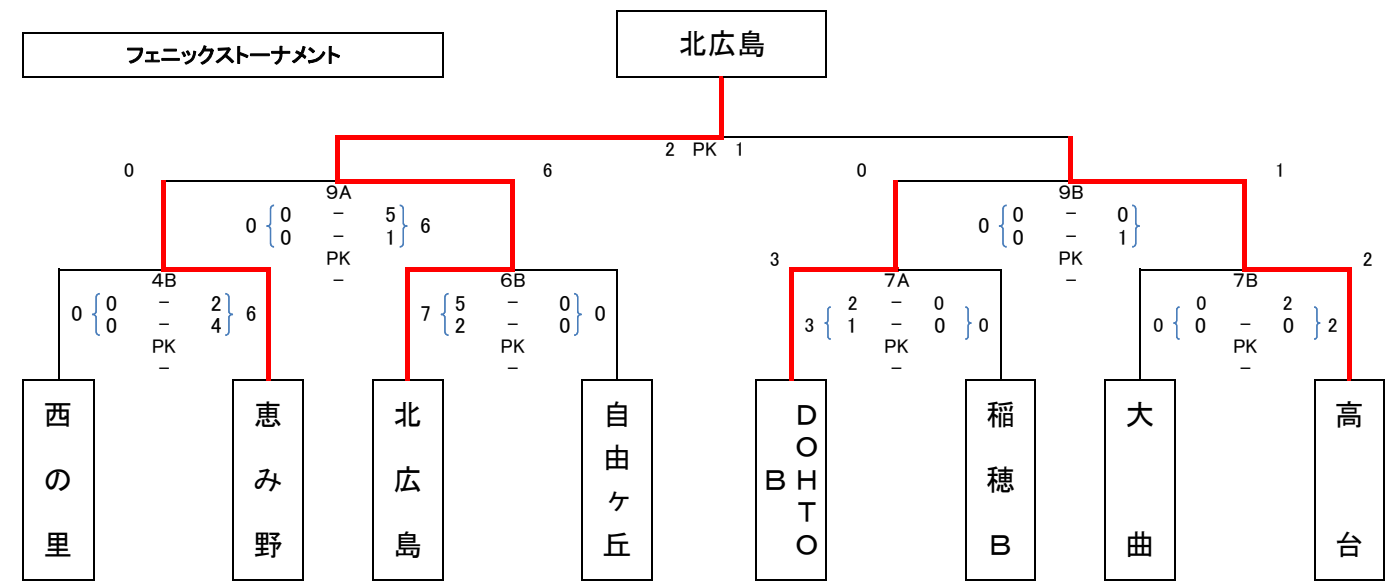 フェニックストーナメント
北広島
2 PK 1
0 6 0 1
9A 9B
0 0 - 5 6 0 0 - 0
0 - 1 0 - 1
PK PK
- -
3 2
4B 6B 7A 7B
0 0 - 2 6 7 5 - 0 0 3 2 - 0 0 0 0 2 2
0 - 4 2 - 0 1 - 0 0 - 0
PK PK PK PK
- - - -
西の里
恵み野
北広島
自由ヶ丘
DOHTO
B
稲穂B
大曲
高台